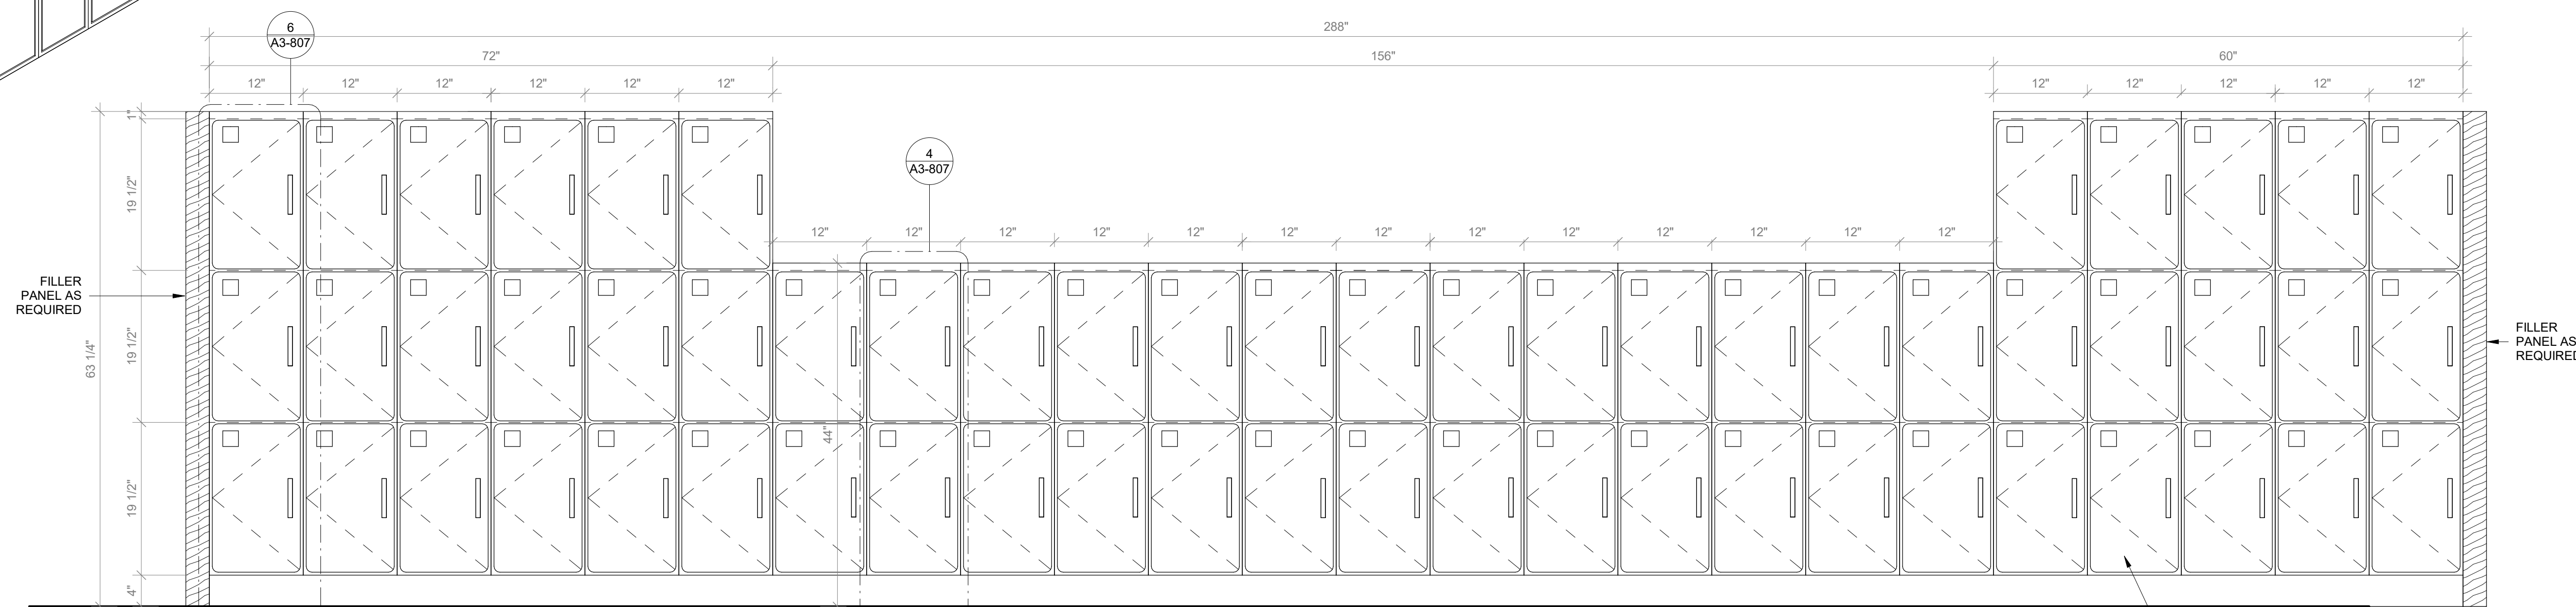 6
A3-807
288"
72"
156"
60"
12" 12" 12" 12" 12" 12"
12" 12" 12" 12" 12"
4
A3-807
12" 12" 12" 12" 12" 12" 12" 12" 12" 12" 12" 12" 12"
1"
19 1/2"
19 1/2"
19 1/2"
4"
63 1/4"
44"
FILLER
PANEL AS
REQUIRED
FILLER
PANEL AS
REQUIRED